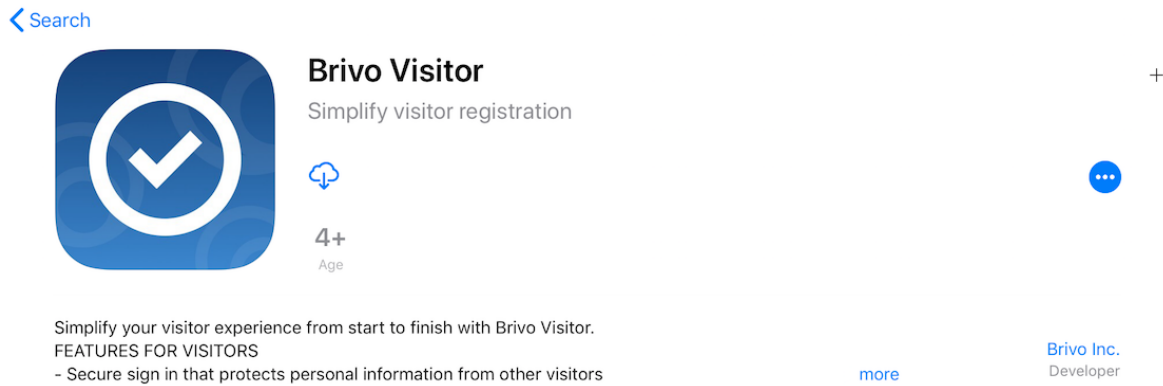 Search
Brivo Visitor
Simplify visitor registration
4+
Age
Simplify your visitor experience from start to finish with Brivo Visitor.
FEATURES FOR VISITORS
- Secure sign in that protects personal information from other visitors
more
Brivo Inc.
Developer